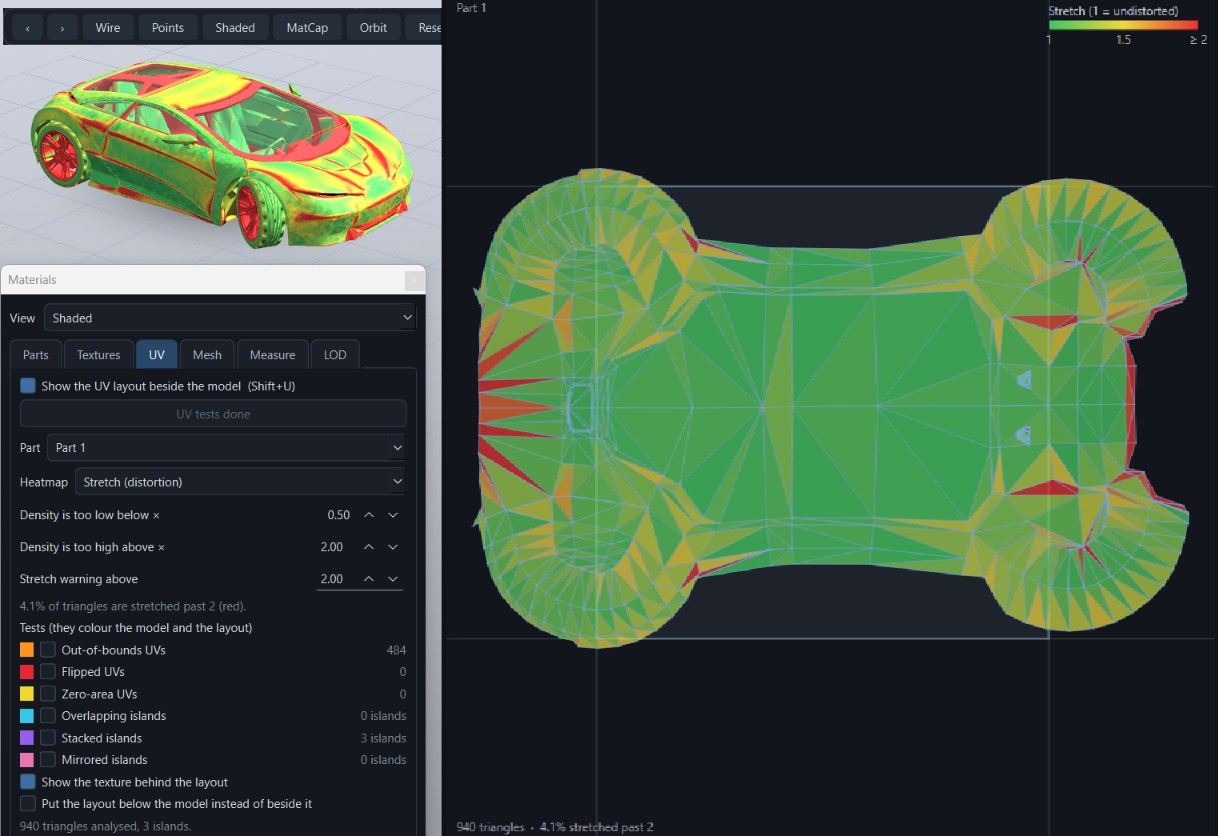 ‹ › Wire Points Shaded MatCap Orbit Rese
Part 1
Stretch (1 = undistorted)
1 1.5 ≥ 2
Materials
View Shaded
Parts Textures UV Mesh Measure LOD
Show the UV layout beside the model (Shift+U)
UV tests done
Part Part 1
Heatmap Stretch (distortion)
Density is too low below × 0.50
Density is too high above × 2.00
Stretch warning above 2.00
4.1% of triangles are stretched past 2 (red).
Tests (they colour the model and the layout)
Out-of-bounds UVs 484
Flipped UVs 0
Zero-area UVs 0
Overlapping islands 0 islands
Stacked islands 3 islands
Mirrored islands 0 islands
Show the texture behind the layout
Put the layout below the model instead of beside it
940 triangles analysed, 3 islands.
940 triangles • 4.1% stretched past 2